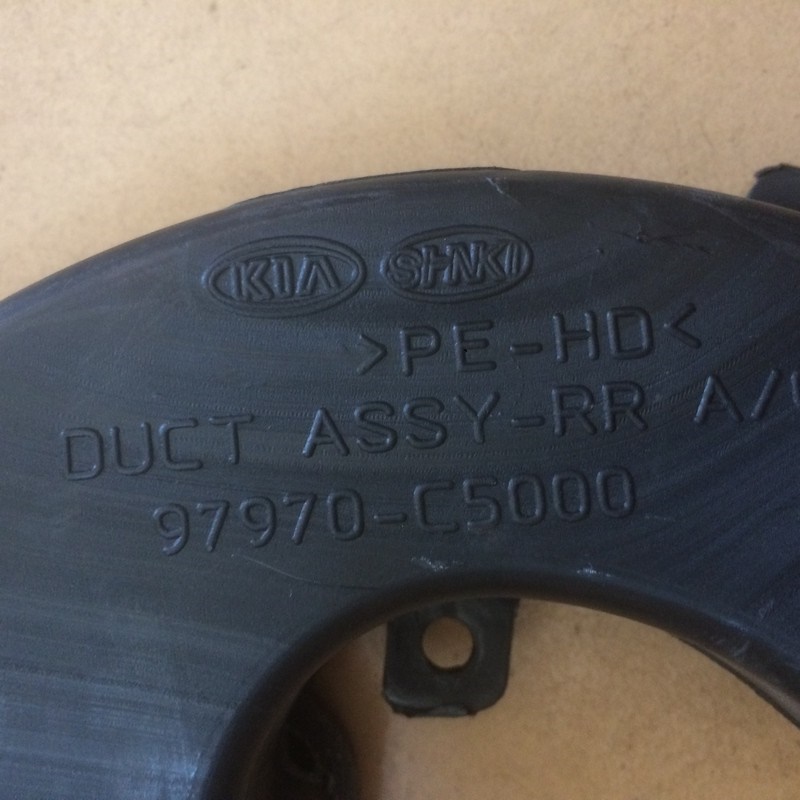 KIA SHNKI
>PE-HD<
DUCT ASSY-RR A/
97970-C5000